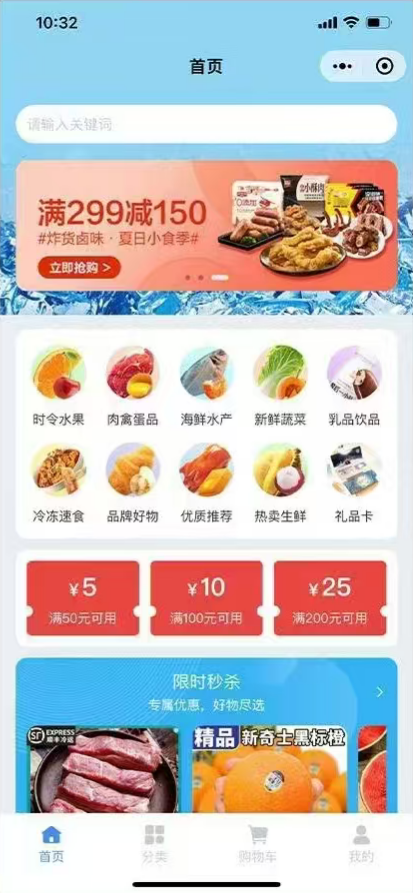 10:32
首页
请输入关键词
满299减150
#炸货卤味·夏日小食季#
立即抢购 >
小酥肉
时令水果
肉禽蛋品
海鲜水产
新鲜蔬菜
乳品饮品
冷冻速食
品牌好物
优质推荐
热卖生鲜
礼品卡
¥5
¥10
¥25
满50元可用
满100元可用
满200元可用
限时秒杀
专属优惠，好物尽选
SF EXPRESS
顺丰冷运
精品 新奇士黑标橙
首页
分类
购物车
我的